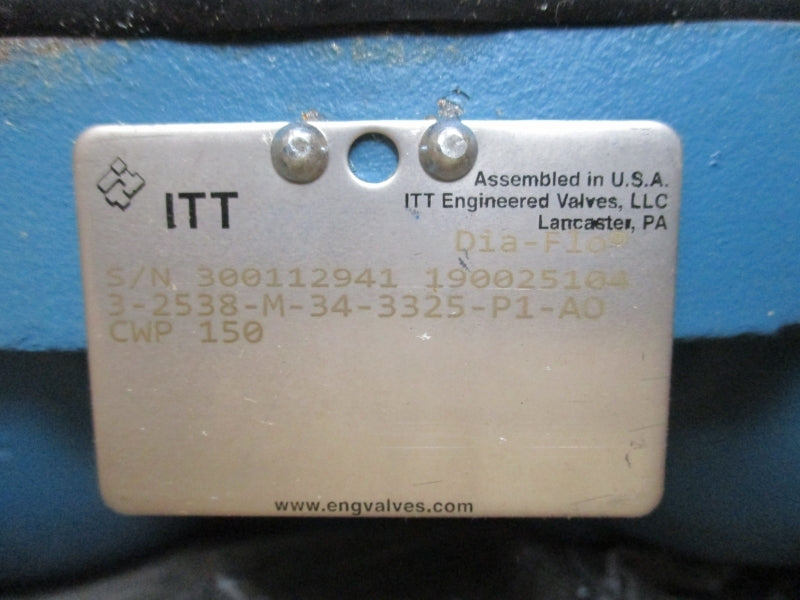 ITT
Assembled in U.S.A.
ITT Engineered Valves, LLC
Lancaster, PA
Dia-Flo®
S/N 300112941 190025104
3-2538-M-34-3325-P1-AO
CWP 150
www.engvalves.com